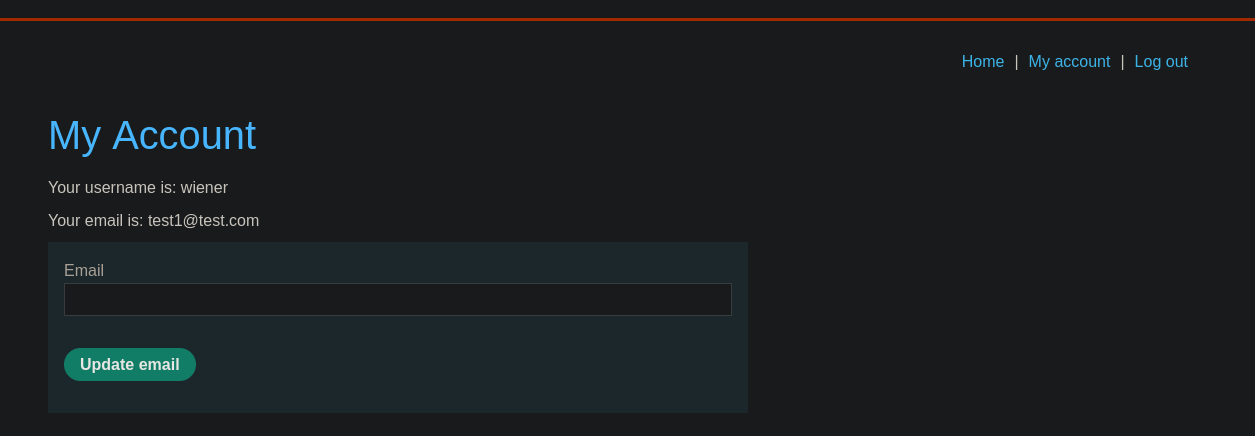 Home | My account | Log out
My Account
Your username is: wiener
Your email is: test1@test.com
Email
Update email